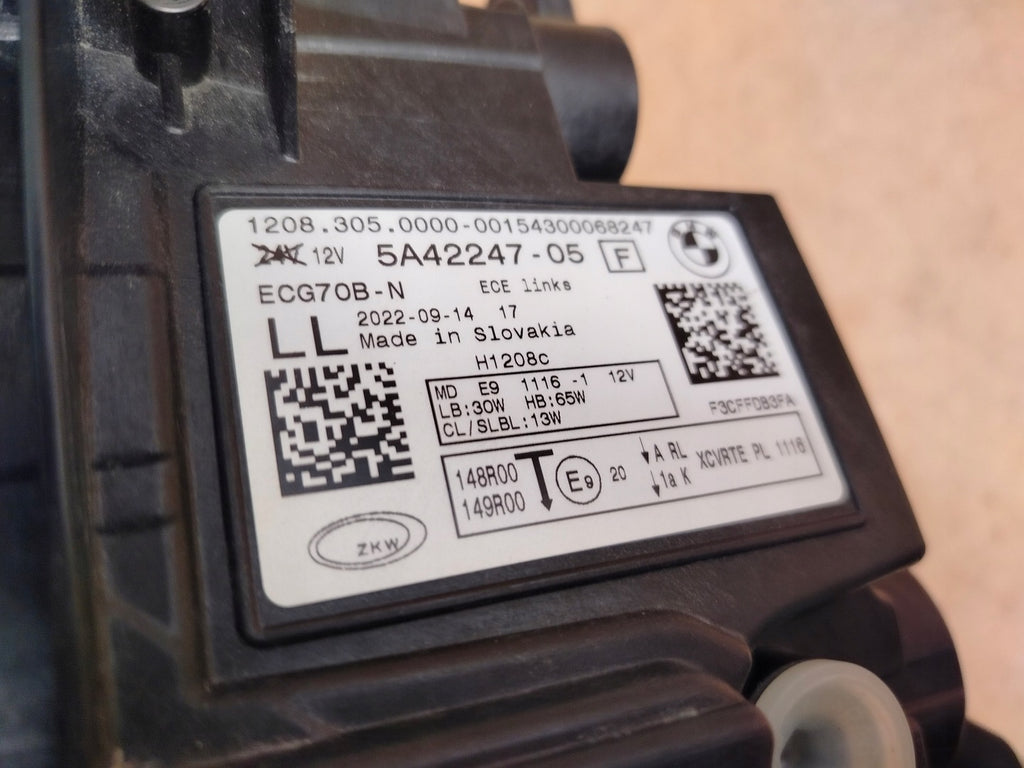 1208.305.0000-00154300068247
24V 12V 5A42247-05 F
ECG70B-N ECE links
LL 2022-09-14 17
Made in Slovakia
H1208c
MD E9 1116 -1 12V
LB:30W HB:65W
CL/SLBL:13W
F3CFFDB3FA
148R00 T E9 20 ↓A RL XCVRTE PL 1116
149R00 ↓1a K
ZKW